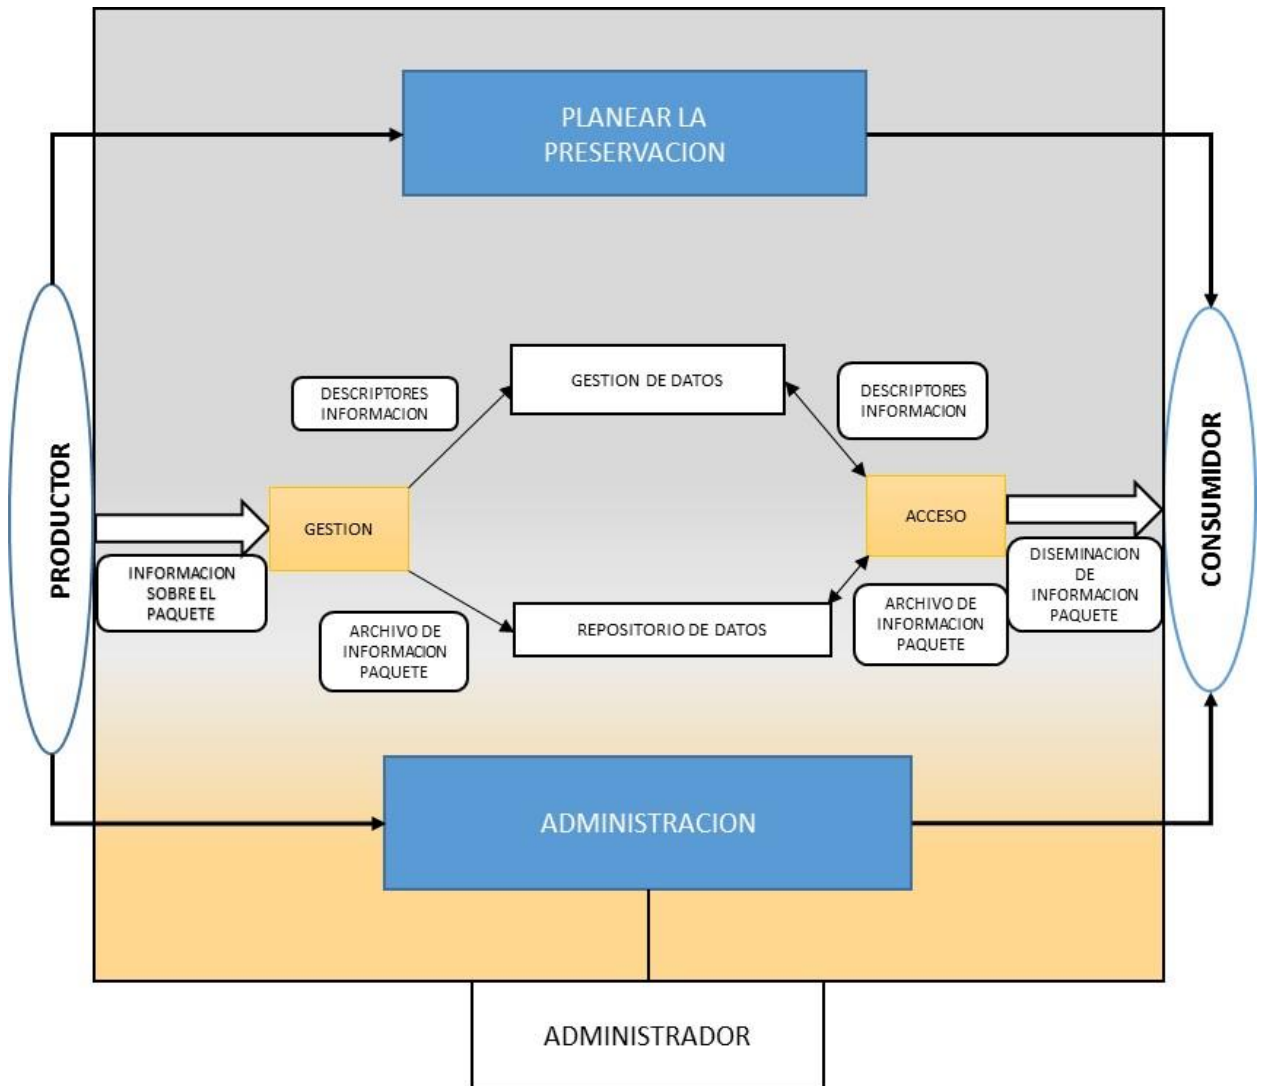 PLANEAR LA
PRESERVACION
GESTION DE DATOS
DESCRIPTORES
INFORMACION
DESCRIPTORES
INFORMACION
PRODUCTOR
CONSUMIDOR
GESTION
ACCESO
INFORMACION
SOBRE EL
PAQUETE
DISEMINACION
DE
INFORMACION
PAQUETE
REPOSITORIO DE DATOS
ARCHIVO DE
INFORMACION
PAQUETE
ARCHIVO DE
INFORMACION
PAQUETE
ADMINISTRACION
ADMINISTRADOR